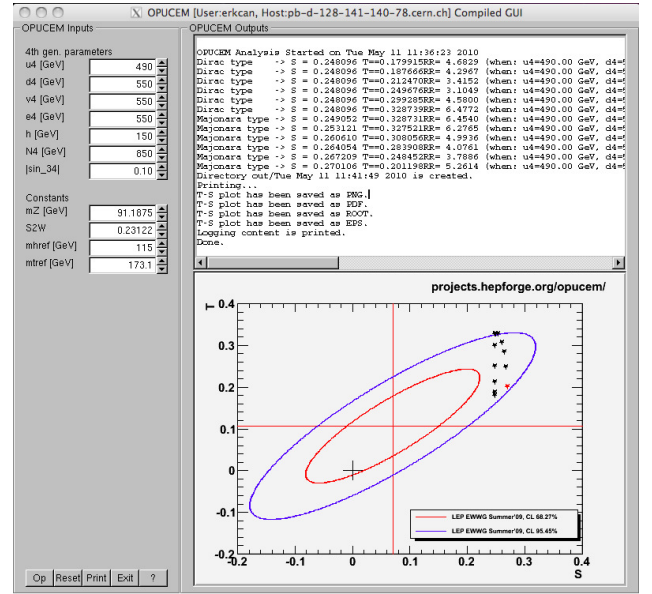 OPUCEM [User:erkcan, Host:pb-d-128-141-140-78.cern.ch] Compiled GUI
OPUCEM Inputs
4th gen. parameters
u4 [GeV] 490
d4 [GeV] 550
v4 [GeV] 550
e4 [GeV] 550
h [GeV] 150
N4 [GeV] 850
|sin_34| 0.10
Constants
mZ [GeV] 91.1875
S2W 0.23122
mhref [GeV] 115
mtref [GeV] 173.1
Op Reset Print Exit ?
OPUCEM Outputs
OPUCEM Analysis Started on Tue May 11 11:36:23 2010
Dirac type -> S = 0.248096 T==0.179915RR= 4.6829 (when: u4=490.00 GeV, d4=5
Dirac type -> S = 0.248096 T==0.187666RR= 4.2967 (when: u4=490.00 GeV, d4=5
Dirac type -> S = 0.248096 T==0.212470RR= 3.4152 (when: u4=490.00 GeV, d4=5
Dirac type -> S = 0.248096 T==0.249676RR= 3.1049 (when: u4=490.00 GeV, d4=5
Dirac type -> S = 0.248096 T==0.299285RR= 4.5800 (when: u4=490.00 GeV, d4=5
Dirac type -> S = 0.248096 T==0.328739RR= 6.4772 (when: u4=490.00 GeV, d4=5
Majonara type -> S = 0.249052 T==0.328731RR= 6.4540 (when: u4=490.00 GeV, d4=5
Majonara type -> S = 0.253121 T==0.327521RR= 6.2765 (when: u4=490.00 GeV, d4=5
Majonara type -> S = 0.260610 T==0.308056RR= 4.9936 (when: u4=490.00 GeV, d4=5
Majonara type -> S = 0.264054 T==0.283908RR= 4.0761 (when: u4=490.00 GeV, d4=5
Majonara type -> S = 0.267209 T==0.248452RR= 3.7886 (when: u4=490.00 GeV, d4=5
Majonara type -> S = 0.270106 T==0.201198RR= 5.2614 (when: u4=490.00 GeV, d4=5
Directory out/Tue May 11 11:41:49 2010 is created.
Printing...
T-S plot has been saved as PNG.
T-S plot has been saved as PDF.
T-S plot has been saved as ROOT.
T-S plot has been saved as EPS.
Logging content is printed.
Done.
projects.hepforge.org/opucem/
T
0.4
0.3
0.2
0.1
0
-0.1
-0.2
LEP EWWG Summer'09, CL 68.27%
LEP EWWG Summer'09, CL 95.45%
-0.2 -0.1 0 0.1 0.2 0.3 0.4
S